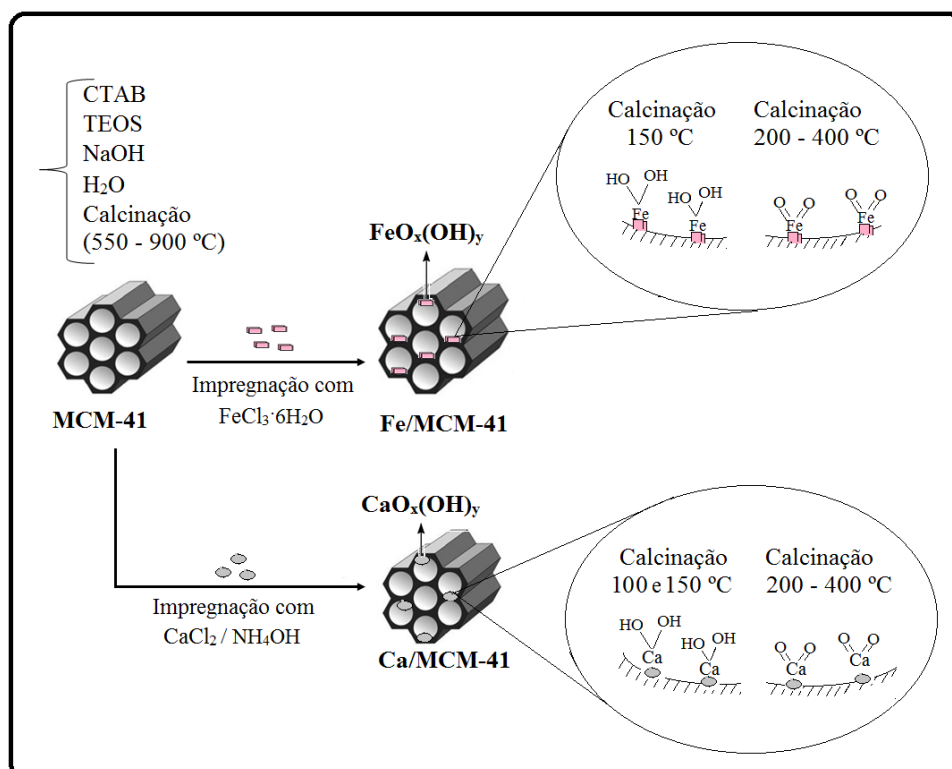 CTAB
TEOS
NaOH
H₂O
Calcinação
(550 - 900 ºC)
MCM-41
Impregnação com
FeCl₃·6H₂O
FeOₓ(OH)ᵧ
Fe/MCM-41
Calcinação
150 ºC
HO OH
HO OH
Fe
Fe
Calcinação
200 - 400 ºC
O O
O O
Fe
Fe
Impregnação com
CaCl₂ / NH₄OH
CaOₓ(OH)ᵧ
Ca/MCM-41
Calcinação
100 e 150 ºC
HO OH
HO OH
Ca
Ca
Calcinação
200 - 400 ºC
O O
O O
Ca
Ca